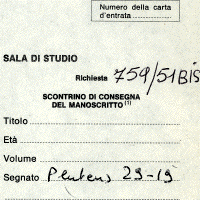 Numero della carta
d'entrata
SALA DI STUDIO
Richiesta 759/51BIS
SCONTRINO DI CONSEGNA
DEL MANOSCRITTO (1)
Titolo
Età
Volume
Segnato Pluteus 29-19